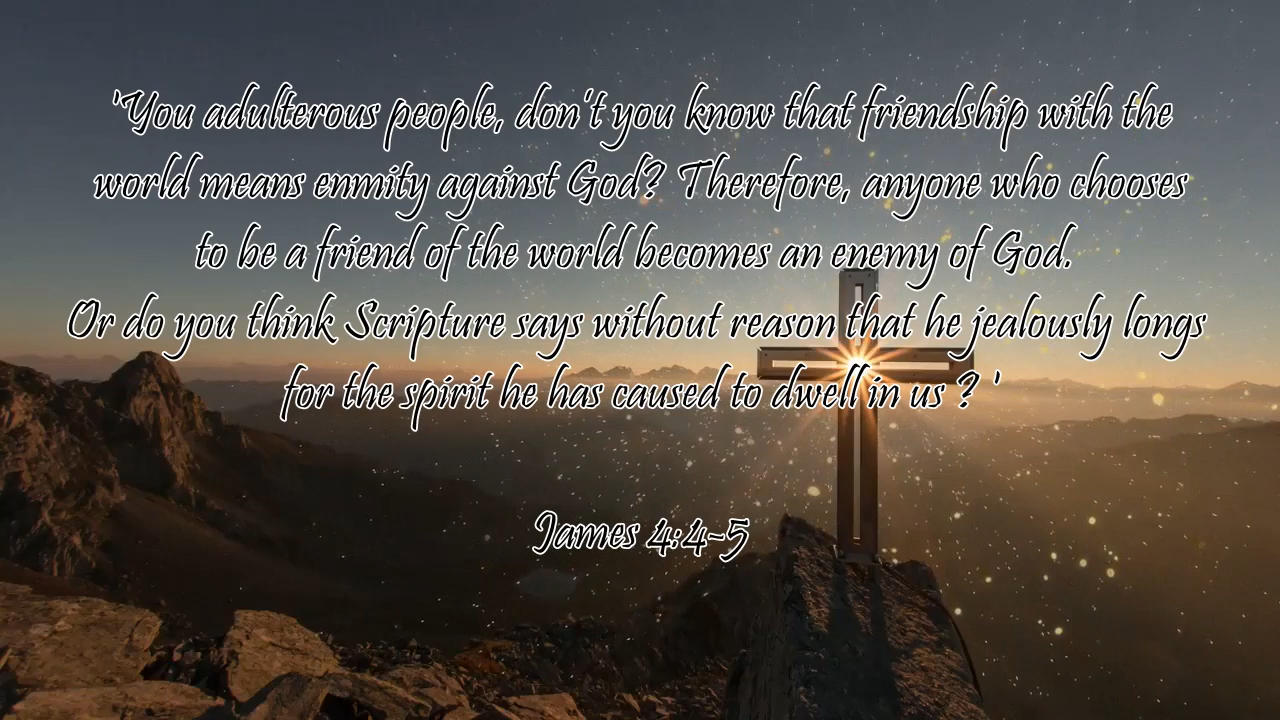 'You adulterous people, don't you know that friendship with the
world means enmity against God? Therefore, anyone who chooses
to be a friend of the world becomes an enemy of God.
Or do you think Scripture says without reason that he jealously longs
for the spirit he has caused to dwell in us ? '
James 4:4-5